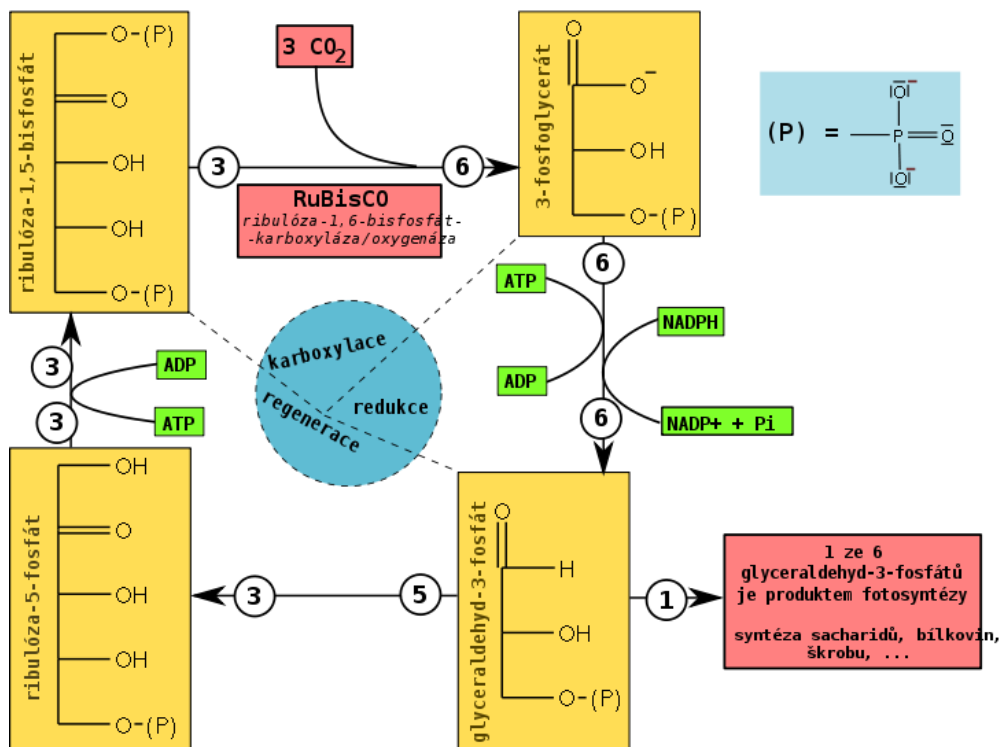 ribulóza-1,5-bisfosfát
O-(P)
O
OH
OH
O-(P)
3 CO2
3
6
RuBisCO
ribulóza-1,6-bisfosfát-
-karboxyláza/oxygenáza
3-fosfoglycerát
O
O-
OH
O-(P)
(P) =
|O|-
P
O
|O|-
6
ATP
ADP
NADPH
NADP+ + Pi
6
karboxylace
redukce
regenerace
3
ADP
ATP
3
ribulóza-5-fosfát
OH
O
OH
OH
O-(P)
3
5
glyceraldehyd-3-fosfát
O
H
OH
O-(P)
1
1 ze 6
glyceraldehyd-3-fosfátů
je produktem fotosyntézy
syntéza sacharidů, bílkovin,
škrobu, ...